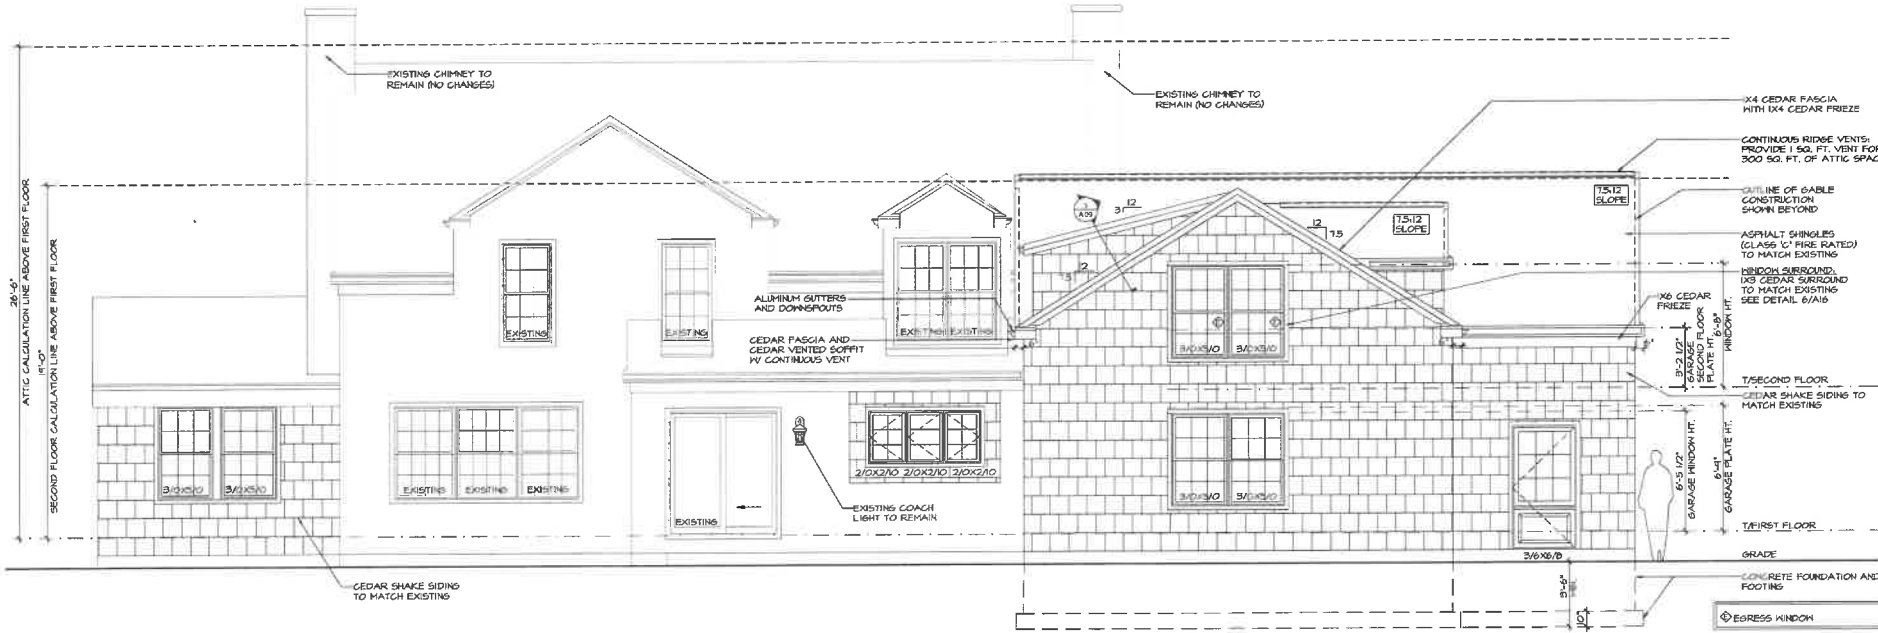 EXISTING CHIMNEY TO
REMAIN (NO CHANGES)
EXISTING CHIMNEY TO
REMAIN (NO CHANGES)
1X4 CEDAR FASCIA
WITH 1X4 CEDAR FRIEZE
CONTINUOUS RIDGE VENTS:
PROVIDE 1 SQ. FT. VENT FOR
300 SQ. FT. OF ATTIC SPAC
OUTLINE OF GABLE
CONSTRUCTION
SHOWN BEYOND
ASPHALT SHINGLES
(CLASS 'C' FIRE RATED)
TO MATCH EXISTING
WINDOW SURROUND:
1X3 CEDAR SURROUND
TO MATCH EXISTING
SEE DETAIL 6/A16
1X6 CEDAR
FRIEZE
7.5:12
SLOPE
7.5:12
SLOPE
A09
12
3
12
7.5
26'-6"
ATTIC CALCULATION LINE ABOVE FIRST FLOOR
19'-0"
SECOND FLOOR CALCULATION LINE ABOVE FIRST FLOOR
EXISTING
EXISTING
EXISTING EXISTING
ALUMINUM GUTTERS
AND DOWNSPOUTS
CEDAR FASCIA AND
CEDAR VENTED SOFFIT
W/ CONTINUOUS VENT
3/0X5/0 3/0X5/0
6'-8"
WINDOW HT.
3'-2 1/2"
GARAGE
SECOND FLOOR
PLATE HT.
T/SECOND FLOOR
CEDAR SHAKE SIDING TO
MATCH EXISTING
2/0X2/0 2/0X2/0 2/0X2/0
3/0X5/0 3/0X5/0
EXISTING EXISTING EXISTING
3/0X5/0 3/0X5/0
EXISTING
EXISTING COACH
LIGHT TO REMAIN
6'-5 1/2"
GARAGE WINDOW HT.
6'-9"
GARAGE PLATE HT.
T/FIRST FLOOR
3/6X6/8
GRADE
CEDAR SHAKE SIDING
TO MATCH EXISTING
3'-6"
10"
CONCRETE FOUNDATION AND
FOOTING
EGRESS WINDOW